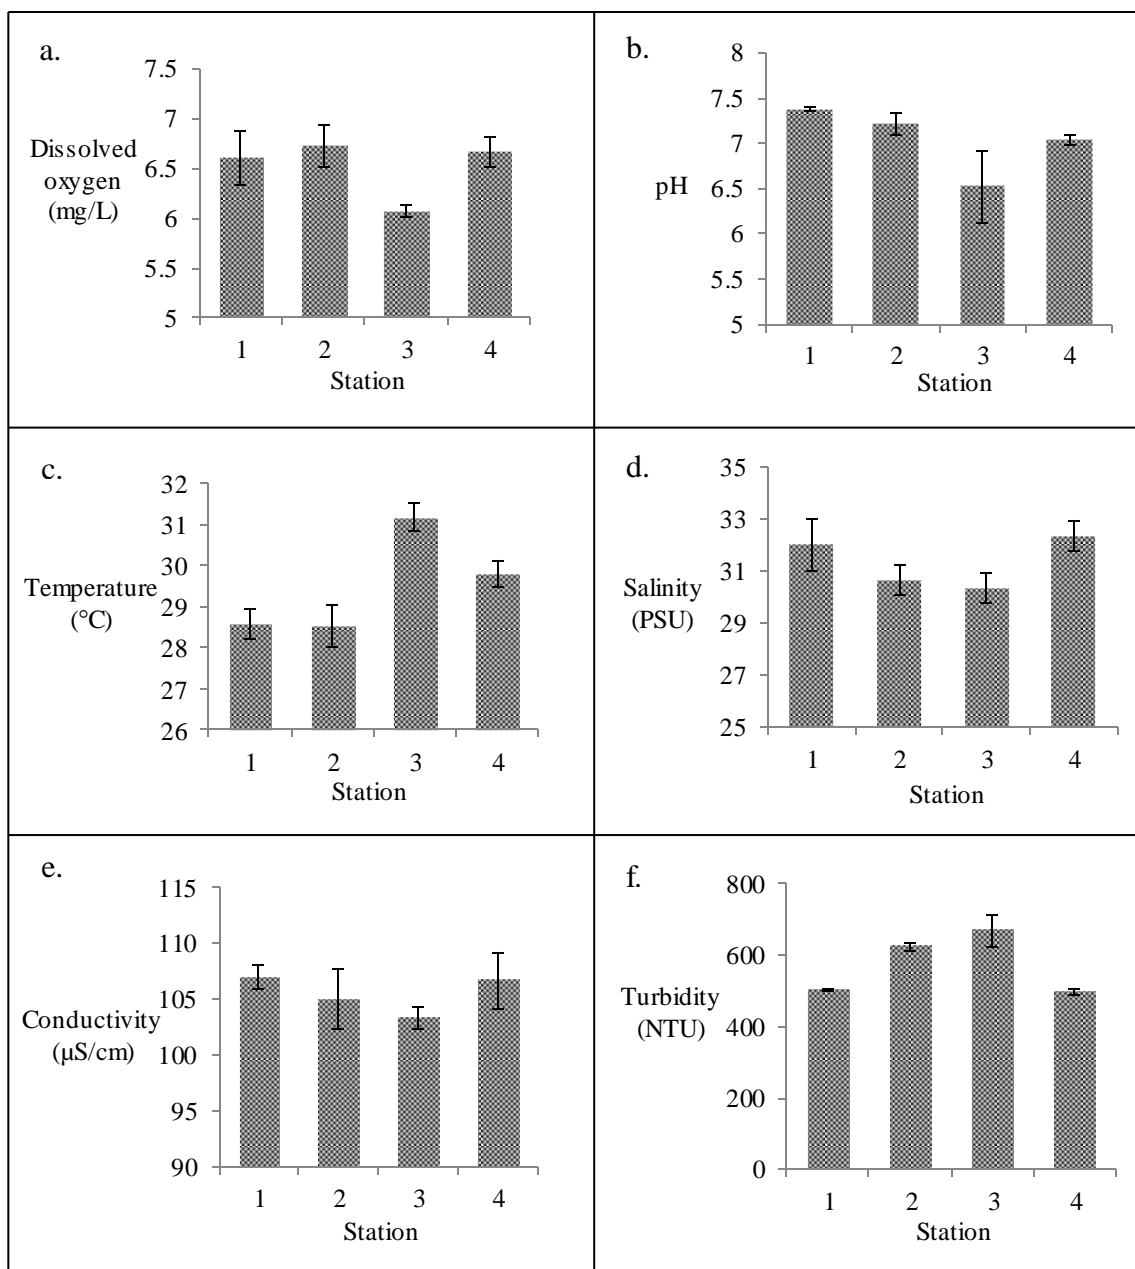 a.
7.5
7
6.5
6
5.5
5
Dissolved
oxygen
(mg/L)
1 2 3 4
Station
b.
8
7.5
7
6.5
6
5.5
5
pH
1 2 3 4
Station
c.
32
31
30
29
28
27
26
Temperature
(°C)
1 2 3 4
Station
d.
35
33
31
29
27
25
Salinity
(PSU)
1 2 3 4
Station
e.
115
110
105
100
95
90
Conductivity
(µS/cm)
1 2 3 4
Station
f.
800
600
400
200
0
Turbidity
(NTU)
1 2 3 4
Station